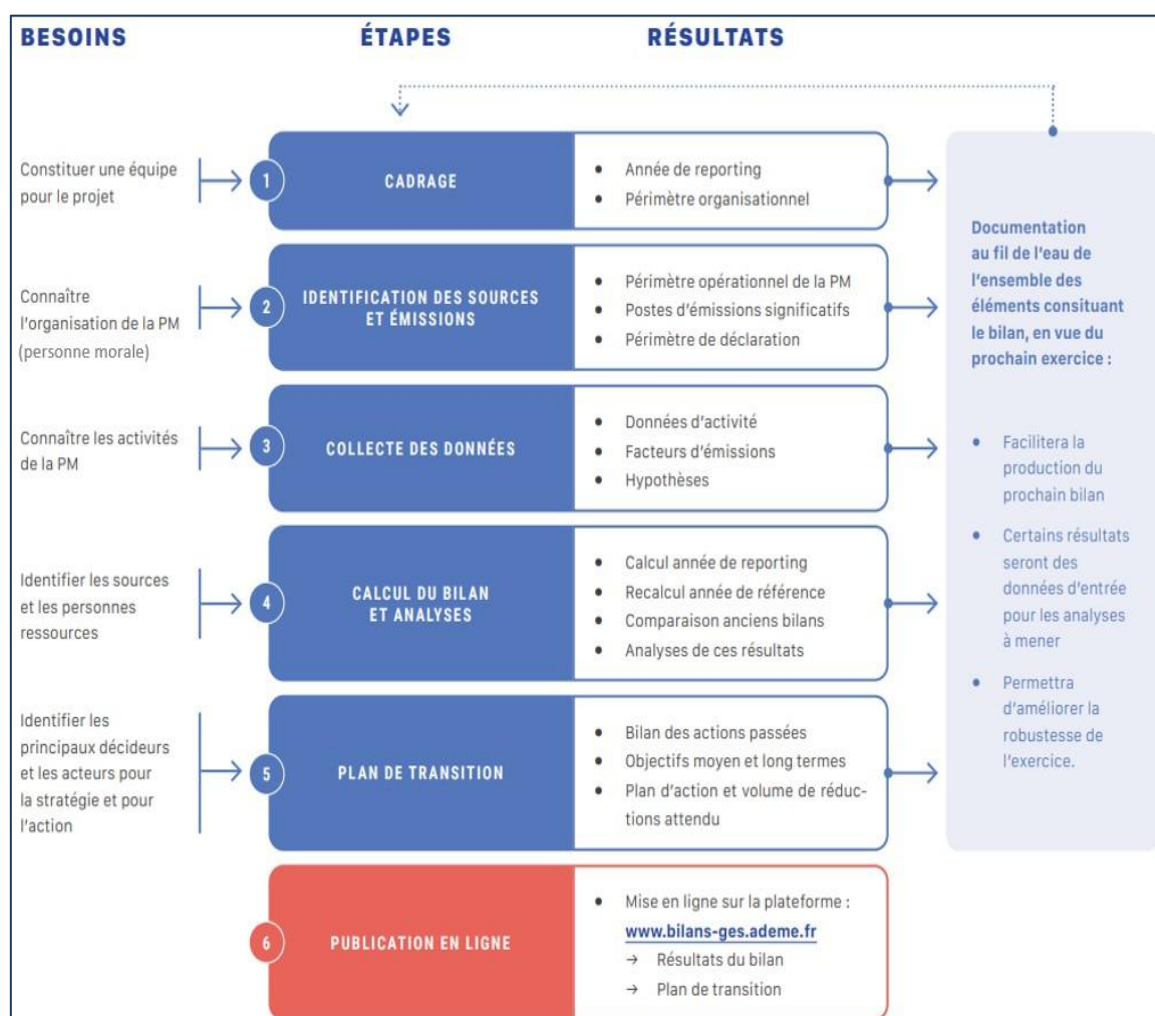 BESOINS
ÉTAPES
RÉSULTATS
Constituer une équipe
pour le projet
1
CADRAGE
• Année de reporting
• Périmètre organisationnel
Connaître
l'organisation de la PM
(personne morale)
2
IDENTIFICATION DES SOURCES
ET ÉMISSIONS
• Périmètre opérationnel de la PM
• Postes d'émissions significatifs
• Périmètre de déclaration
Connaître les activités
de la PM
3
COLLECTE DES DONNÉES
• Données d'activité
• Facteurs d'émissions
• Hypothèses
Identifier les sources
et les personnes
ressources
4
CALCUL DU BILAN
ET ANALYSES
• Calcul année de reporting
• Recalcul année de référence
• Comparaison anciens bilans
• Analyses de ces résultats
Identifier les
principaux décideurs
et les acteurs pour
la stratégie et pour
l'action
5
PLAN DE TRANSITION
• Bilan des actions passées
• Objectifs moyen et long termes
• Plan d'action et volume de réduc-
tions attendu
6
PUBLICATION EN LIGNE
• Mise en ligne sur la plateforme :
www.bilans-ges.ademe.fr
→ Résultats du bilan
→ Plan de transition
Documentation
au fil de l'eau de
l'ensemble des
éléments consituant
le bilan, en vue du
prochain exercice :
• Facilitera la
production du
prochain bilan
• Certains résultats
seront des
données d'entrée
pour les analyses
à mener
• Permettra
d'améliorer la
robustesse de
l'exercice.